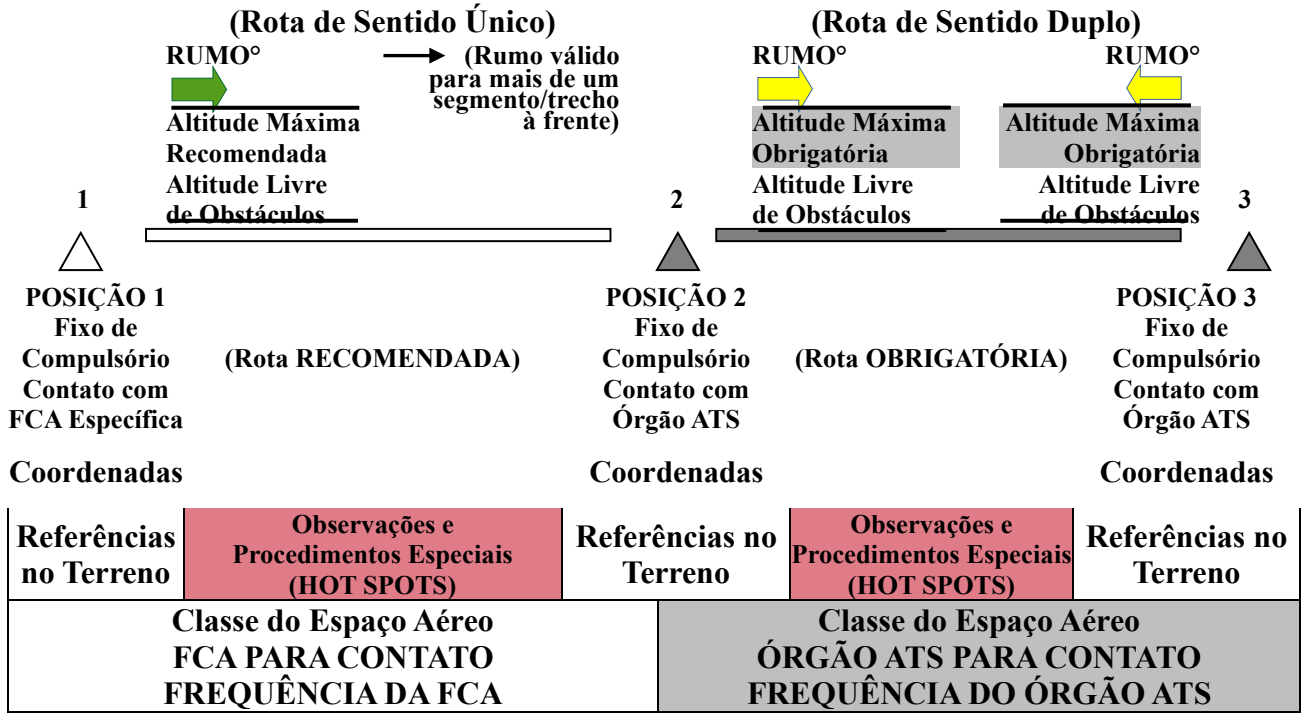 (Rota de Sentido Único)
(Rota de Sentido Duplo)
RUMO°
(Rumo válido
para mais de um
segmento/trecho
à frente)
RUMO°
RUMO°
Altitude Máxima
Recomendada
Altitude Livre
de Obstáculos
Altitude Máxima
Obrigatória
Altitude Livre
de Obstáculos
Altitude Máxima
Obrigatória
Altitude Livre
de Obstáculos
1
2
3
POSIÇÃO 1
Fixo de
Compulsório
Contato com
FCA Específica
(Rota RECOMENDADA)
POSIÇÃO 2
Fixo de
Compulsório
Contato com
Órgão ATS
(Rota OBRIGATÓRIA)
POSIÇÃO 3
Fixo de
Compulsório
Contato com
Órgão ATS
Coordenadas
Coordenadas
Coordenadas
Referências
no Terreno
Observações e
Procedimentos Especiais
(HOT SPOTS)
Referências no
Terreno
Observações e
Procedimentos Especiais
(HOT SPOTS)
Referências no
Terreno
Classe do Espaço Aéreo
FCA PARA CONTATO
FREQUÊNCIA DA FCA
Classe do Espaço Aéreo
ÓRGÃO ATS PARA CONTATO
FREQUÊNCIA DO ÓRGÃO ATS